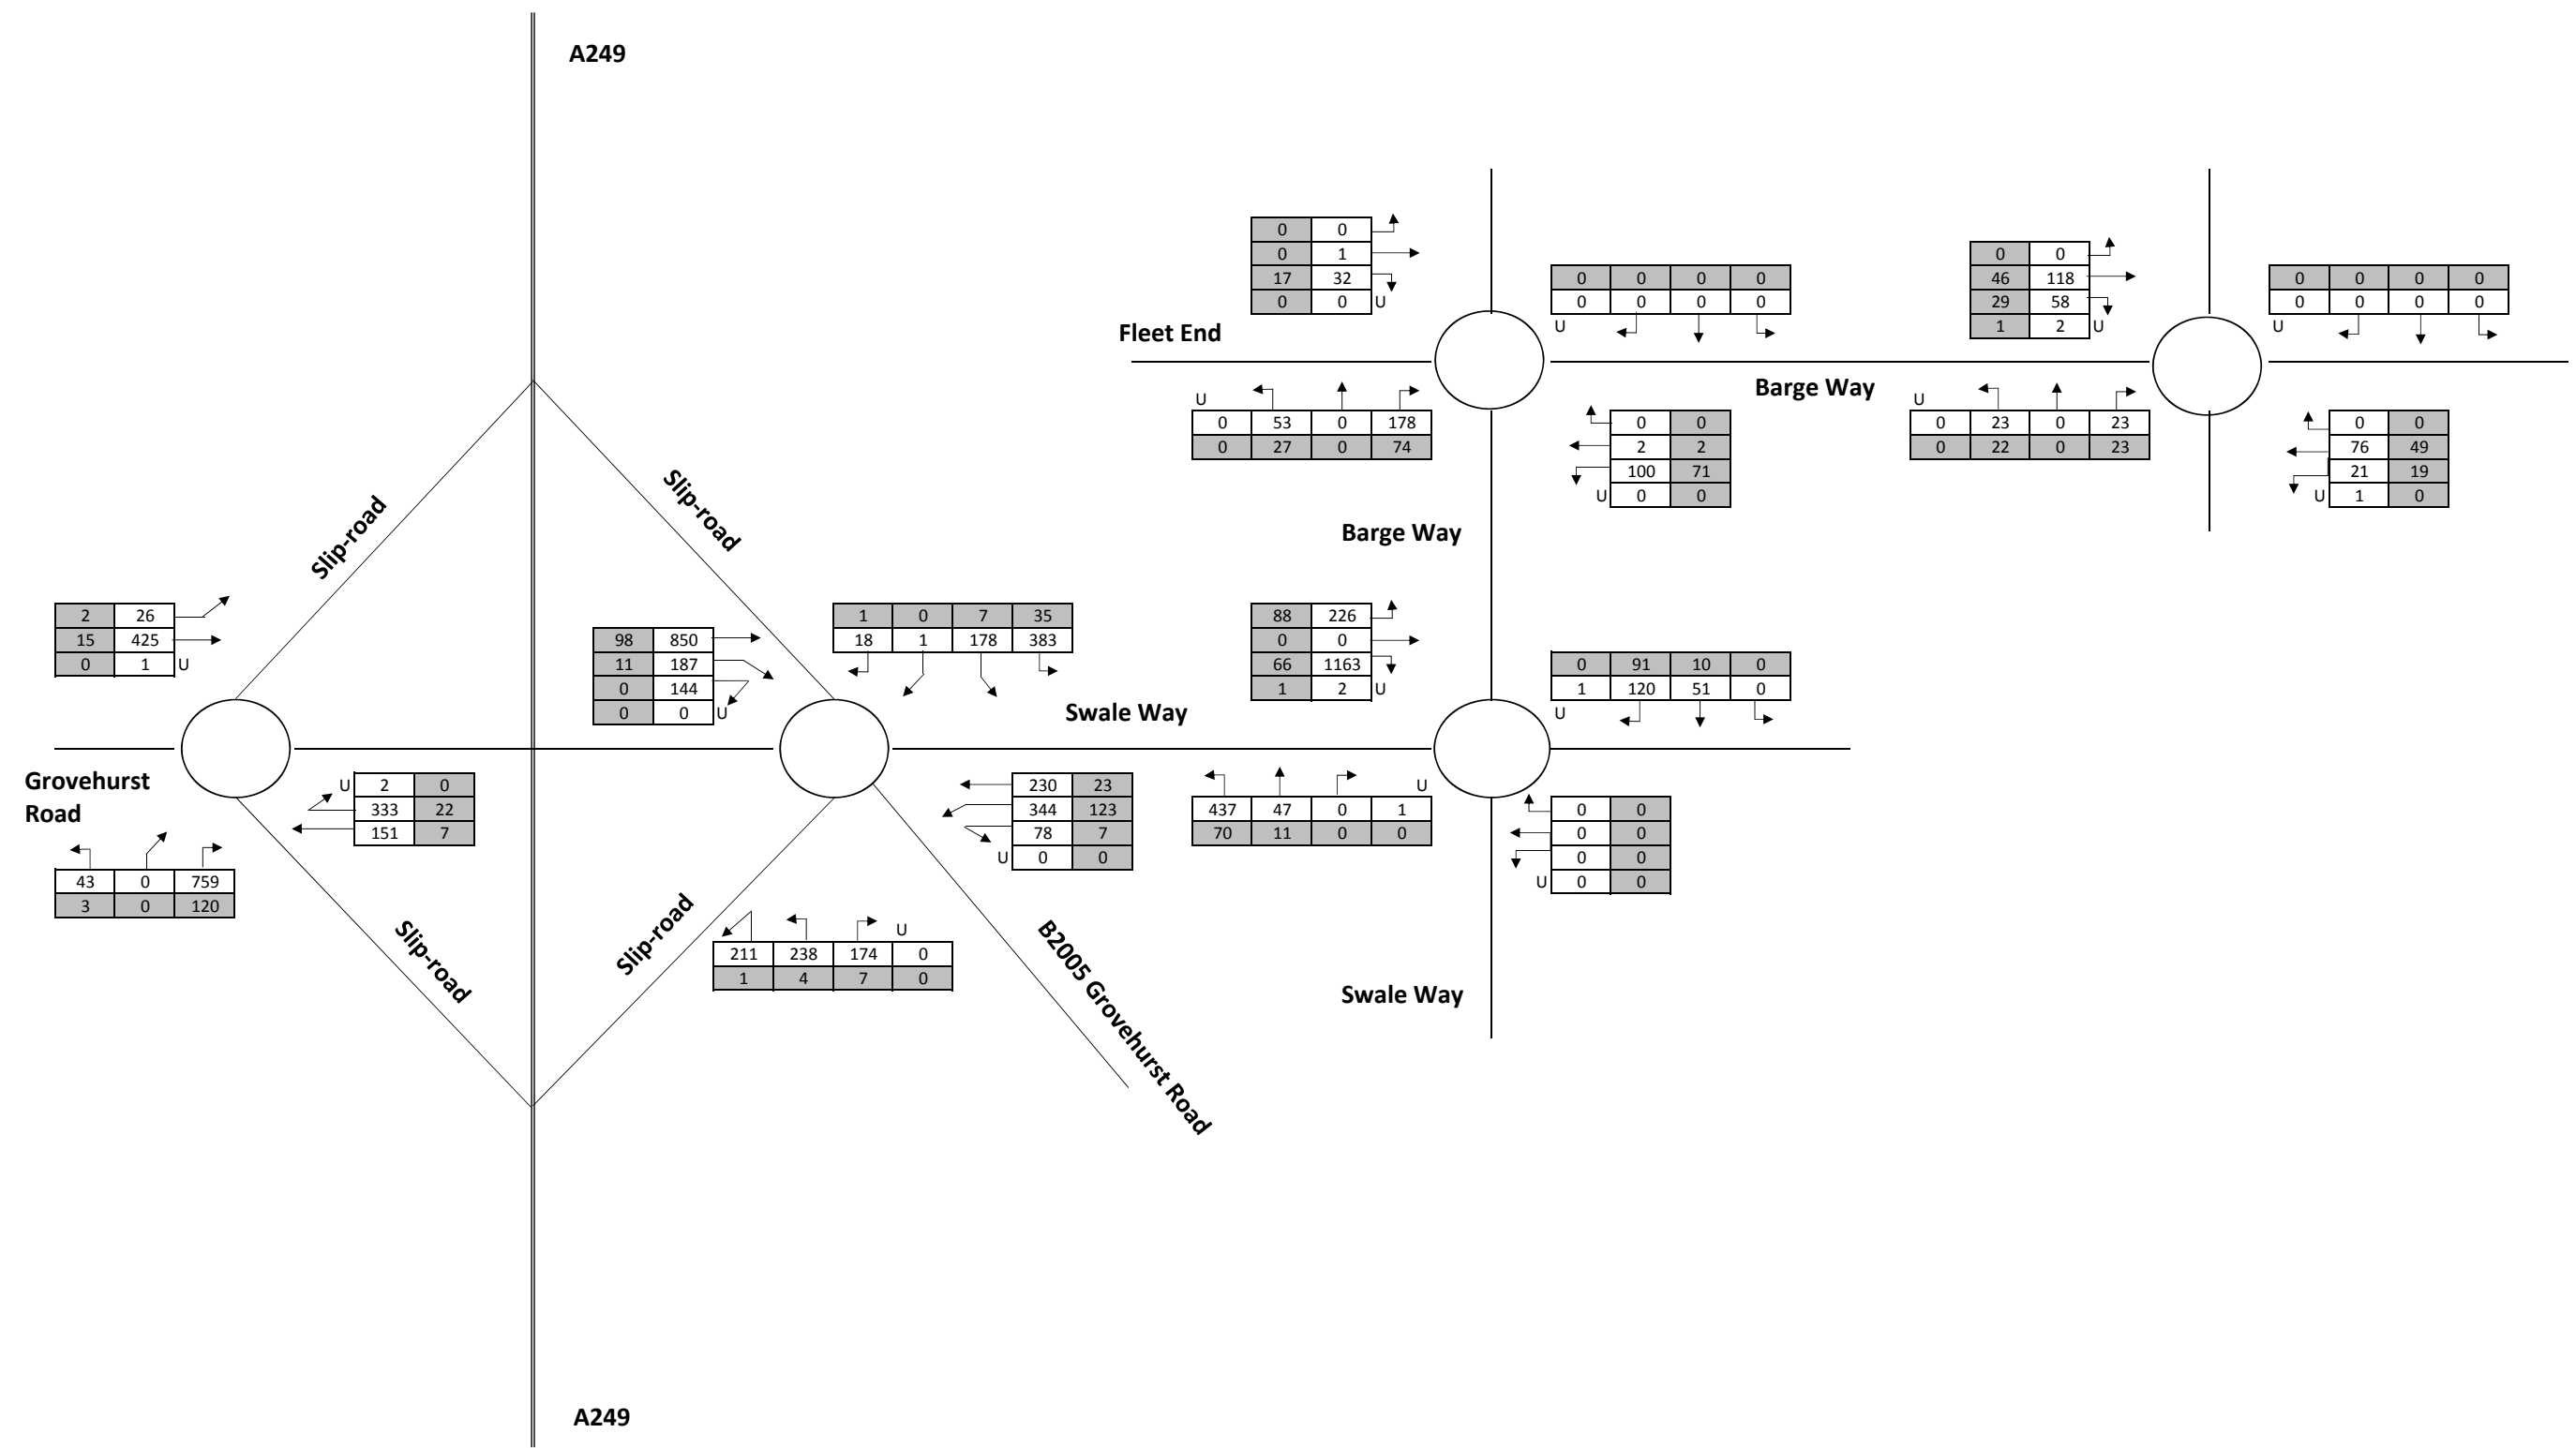 A249
0 0
0 1
17 32
0 0 U
Fleet End
0 0 0 0
0 0 0 0
U
0 0
46 118
29 58
1 2 U
0 0 0 0
0 0 0 0
U
U
0 53 0 178
0 27 0 74
Barge Way
0 0
2 2
100 71
U 0 0
U
0 23 0 23
0 22 0 23
0 0
76 49
21 19
U 1 0
Slip-road
Slip-road
Barge Way
2 26
15 425
0 1 U
98 850
11 187
0 144
0 0 U
1 0 7 35
18 1 178 383
88 226
0 0
66 1163
1 2 U
0 91 10 0
1 120 51 0
U
Swale Way
Grovehurst
Road
U 2 0
333 22
151 7
43 0 759
3 0 120
230 23
344 123
78 7
U 0 0
U
437 47 0 1
70 11 0 0
0 0
0 0
0 0
U 0 0
Slip-road
Slip-road
U
211 238 174 0
1 4 7 0
B2005 Grovehurst Road
Swale Way
A249